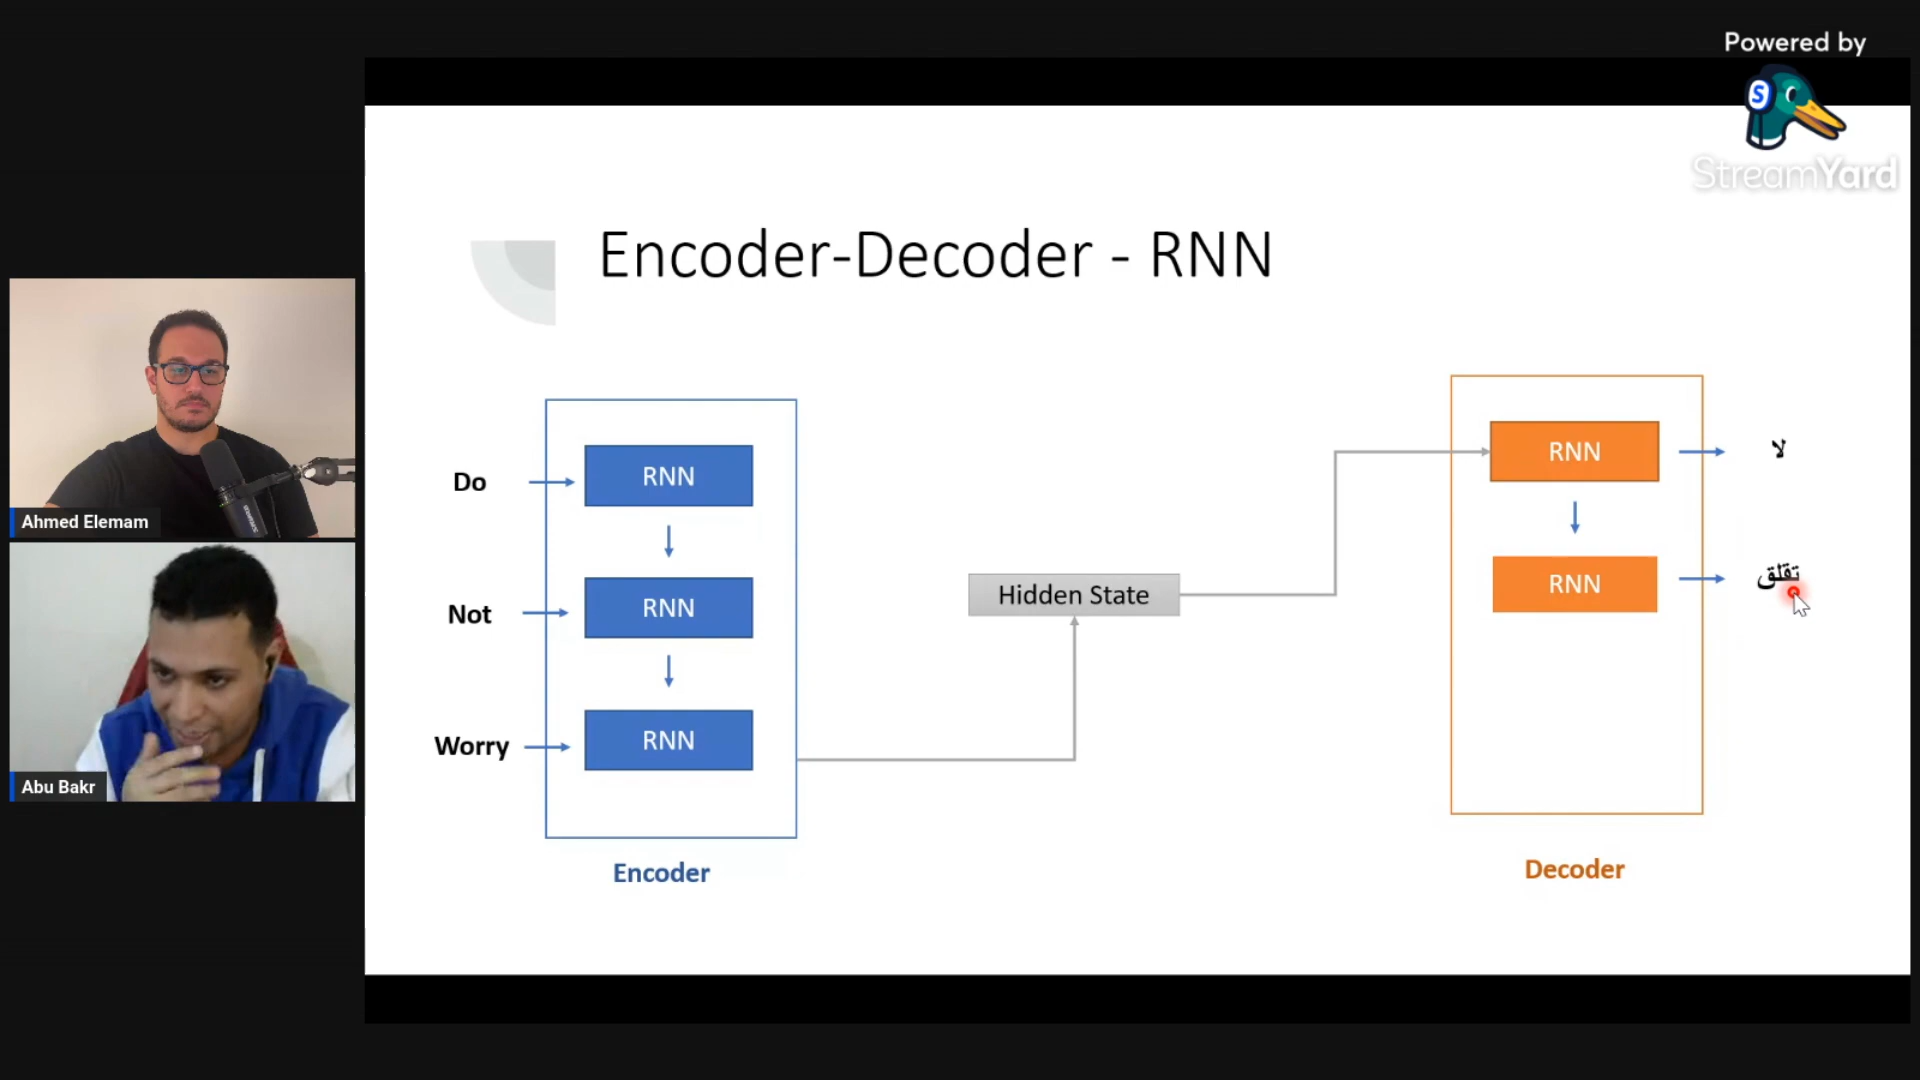 Powered by
StreamYard
Encoder-Decoder - RNN
Do
RNN
Not
RNN
Worry
RNN
Encoder
Hidden State
RNN
لا
RNN
تقلق
Decoder
Ahmed Elemam
Abu Bakr